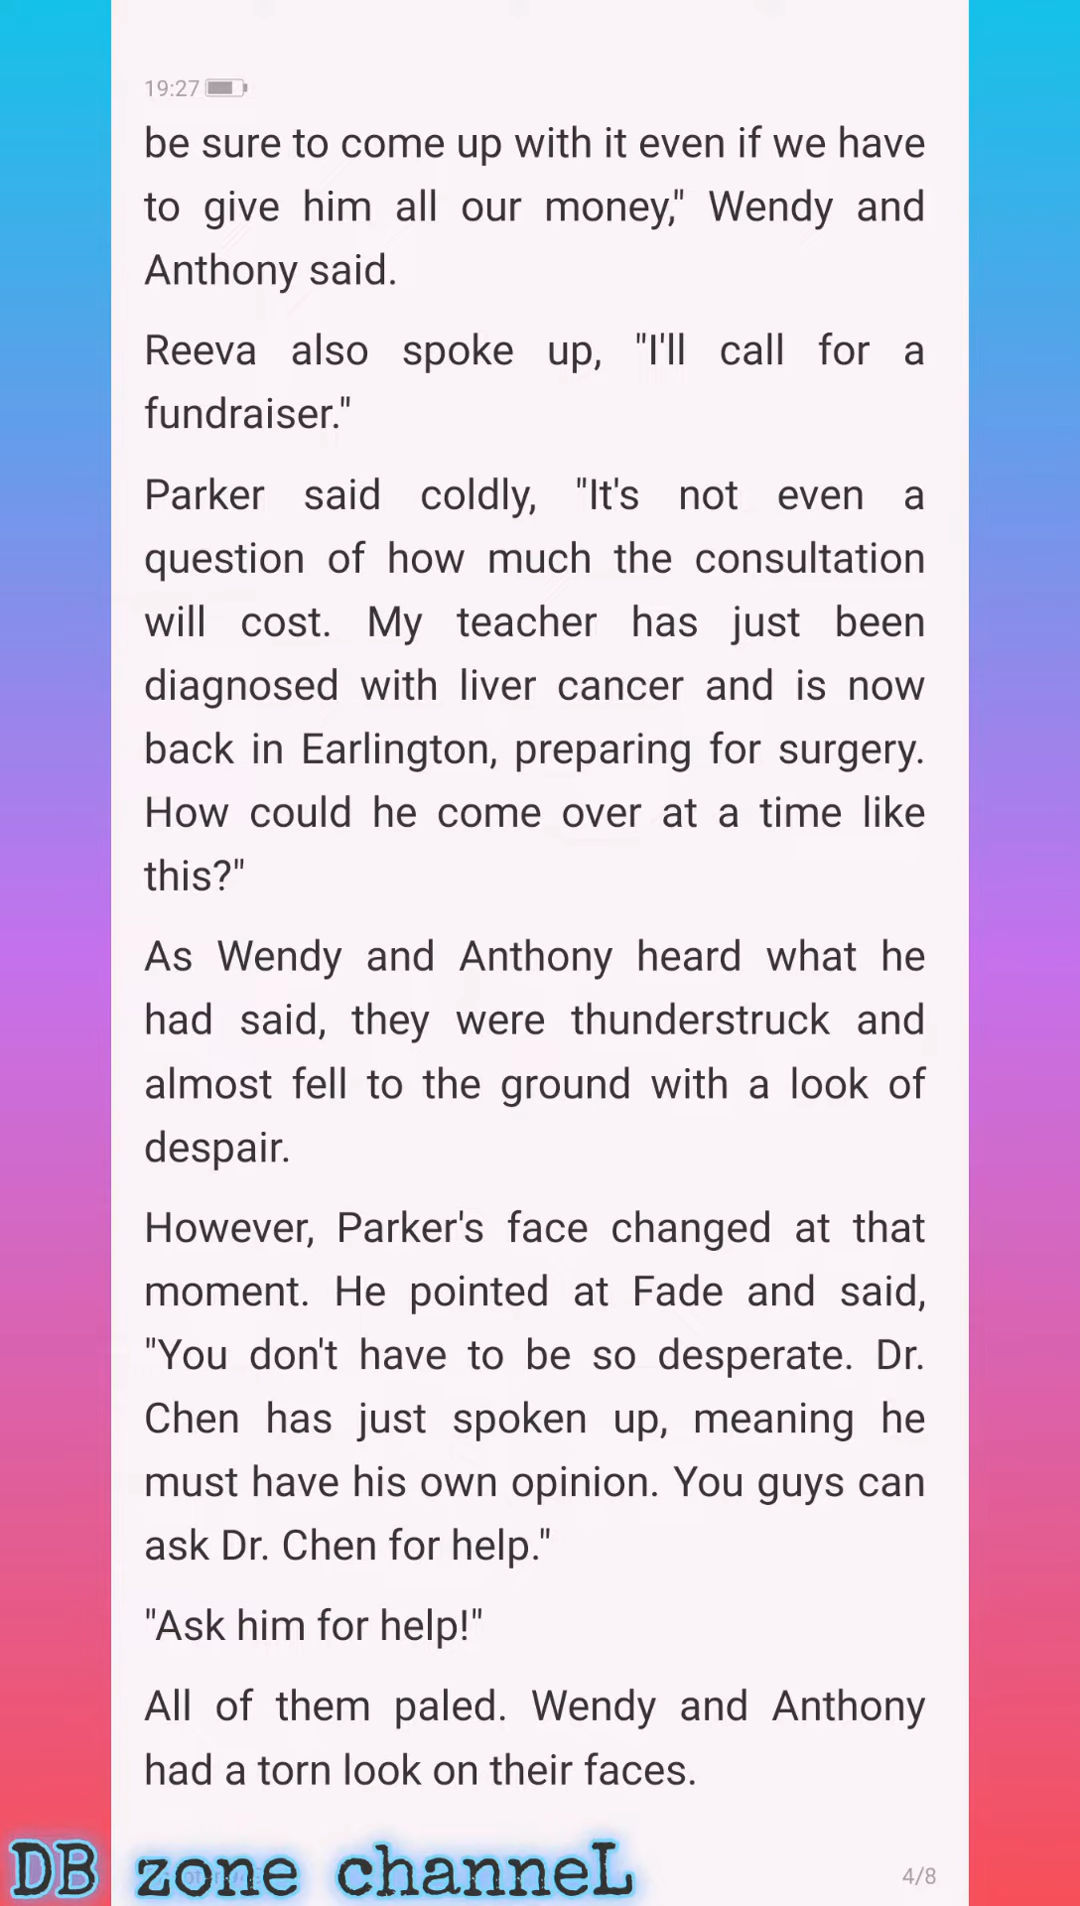 19:27
be sure to come up with it even if we have
to give him all our money," Wendy and
Anthony said.
Reeva also spoke up, "I'll call for a
fundraiser."
Parker said coldly, "It's not even a
question of how much the consultation
will cost. My teacher has just been
diagnosed with liver cancer and is now
back in Earlington, preparing for surgery.
How could he come over at a time like
this?"
As Wendy and Anthony heard what he
had said, they were thunderstruck and
almost fell to the ground with a look of
despair.
However, Parker's face changed at that
moment. He pointed at Fade and said,
"You don't have to be so desperate. Dr.
Chen has just spoken up, meaning he
must have his own opinion. You guys can
ask Dr. Chen for help."
"Ask him for help!"
All of them paled. Wendy and Anthony
had a torn look on their faces.
DB zone channeL
4/8